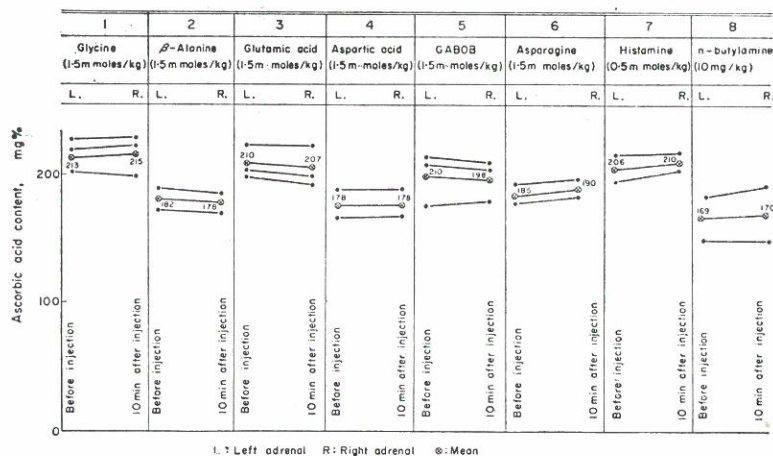 1 2 3 4 5 6 7 8
Glycine β-Alanine Glutamic acid Aspartic acid GABOB Asparagine Histamine n-butylamine
(1·5m moles/kg) (1·5m·moles/kg) (1·5m·moles/kg) (1·5m·moles/kg) (1·5m·moles/kg) (1·5m moles/kg) (0·5m moles/kg) (10mg/kg)
L. R. L. R. L. R. L. R. L. R. L. R. L. R. L. R.
Ascorbic acid content, mg%
200
100
0
213 215
182 178
210 207
178 178
210 198
185 190
206 210
169 170
Before injection 10 min after injection
Before injection 10 min after injection
Before injection 10 min after injection
Before injection 10 min after injection
Before injection 10 min after injection
Before injection 10 min after injection
Before injection 10 min after injection
Before injection 10 min after injection
L: Left adrenal R: Right adrenal ⊗:Mean